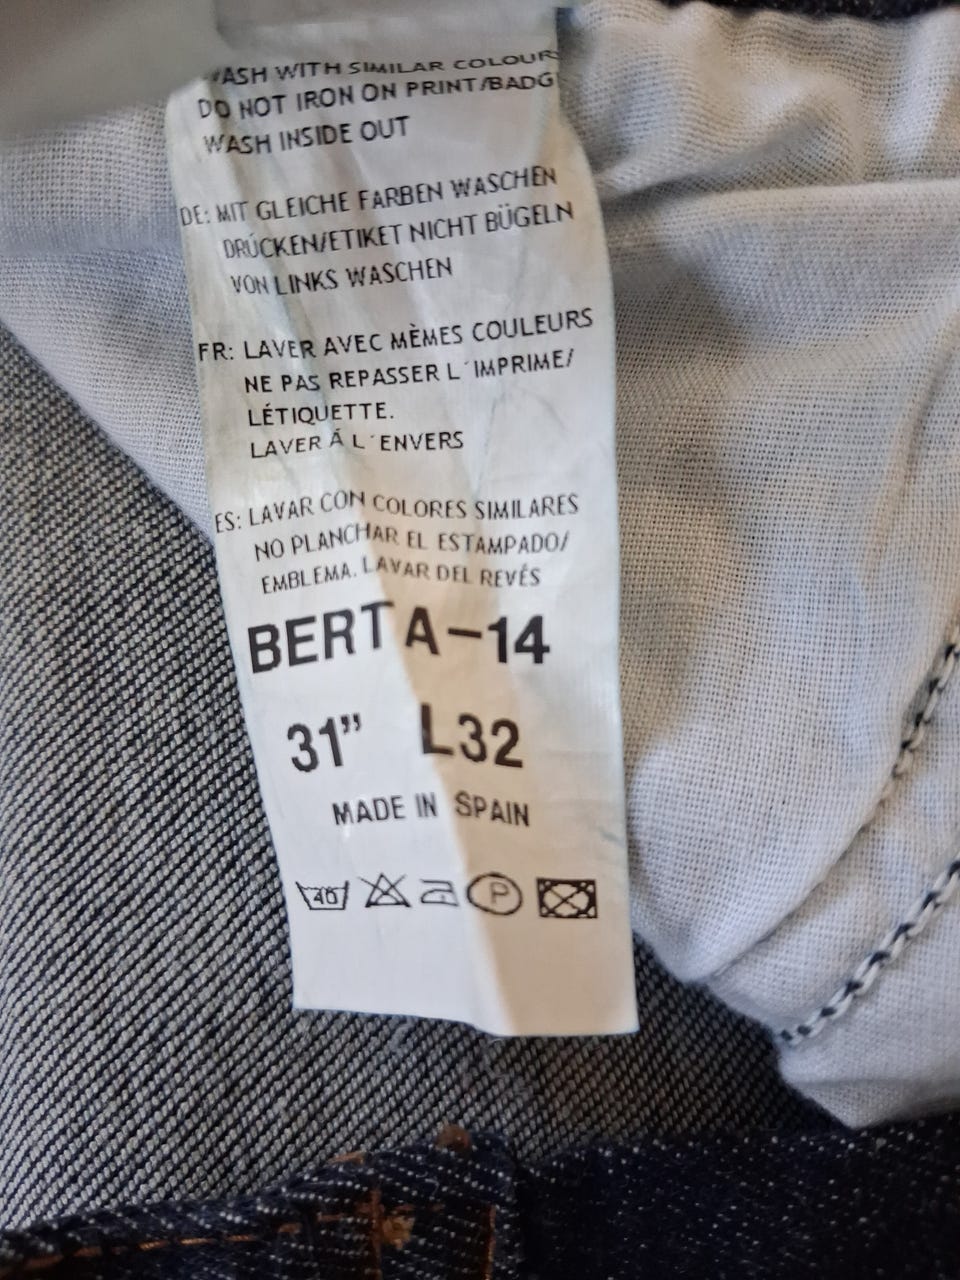 WASH WITH SIMILAR COLOURS
DO NOT IRON ON PRINT/BADG
WASH INSIDE OUT
DE: MIT GLEICHE FARBEN WASCHEN
DRÚCKEN/ETIKET NICHT BÜGELN
VON LINKS WASCHEN
FR: LAVER AVEC MÈMES COULEURS
NE PAS REPASSER L´IMPRIME/
LÉTIQUETTE.
LAVER Á L´ENVERS
ES: LAVAR CON COLORES SIMILARES
NO PLANCHAR EL ESTAMPADO/
EMBLEMA. LAVAR DEL REVÉS
BERTA-14
31” L32
MADE IN SPAIN
40 P